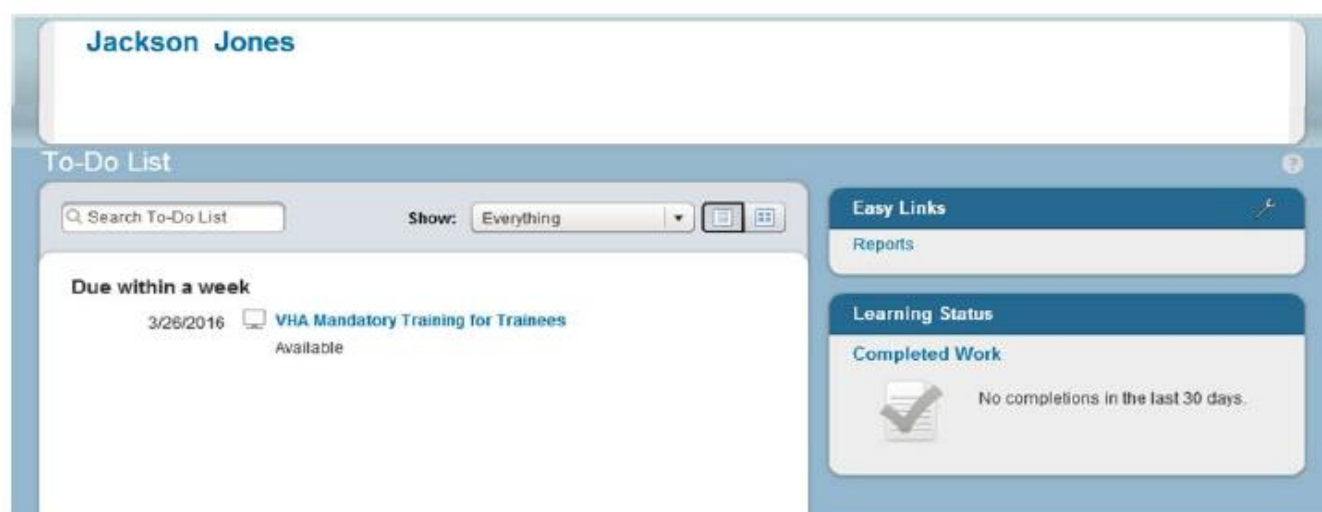 Jackson Jones
To-Do List
?
Search To-Do List
Show: Everything
Due within a week
3/26/2016 VHA Mandatory Training for Trainees
Available
Easy Links
Reports
Learning Status
Completed Work
No completions in the last 30 days.